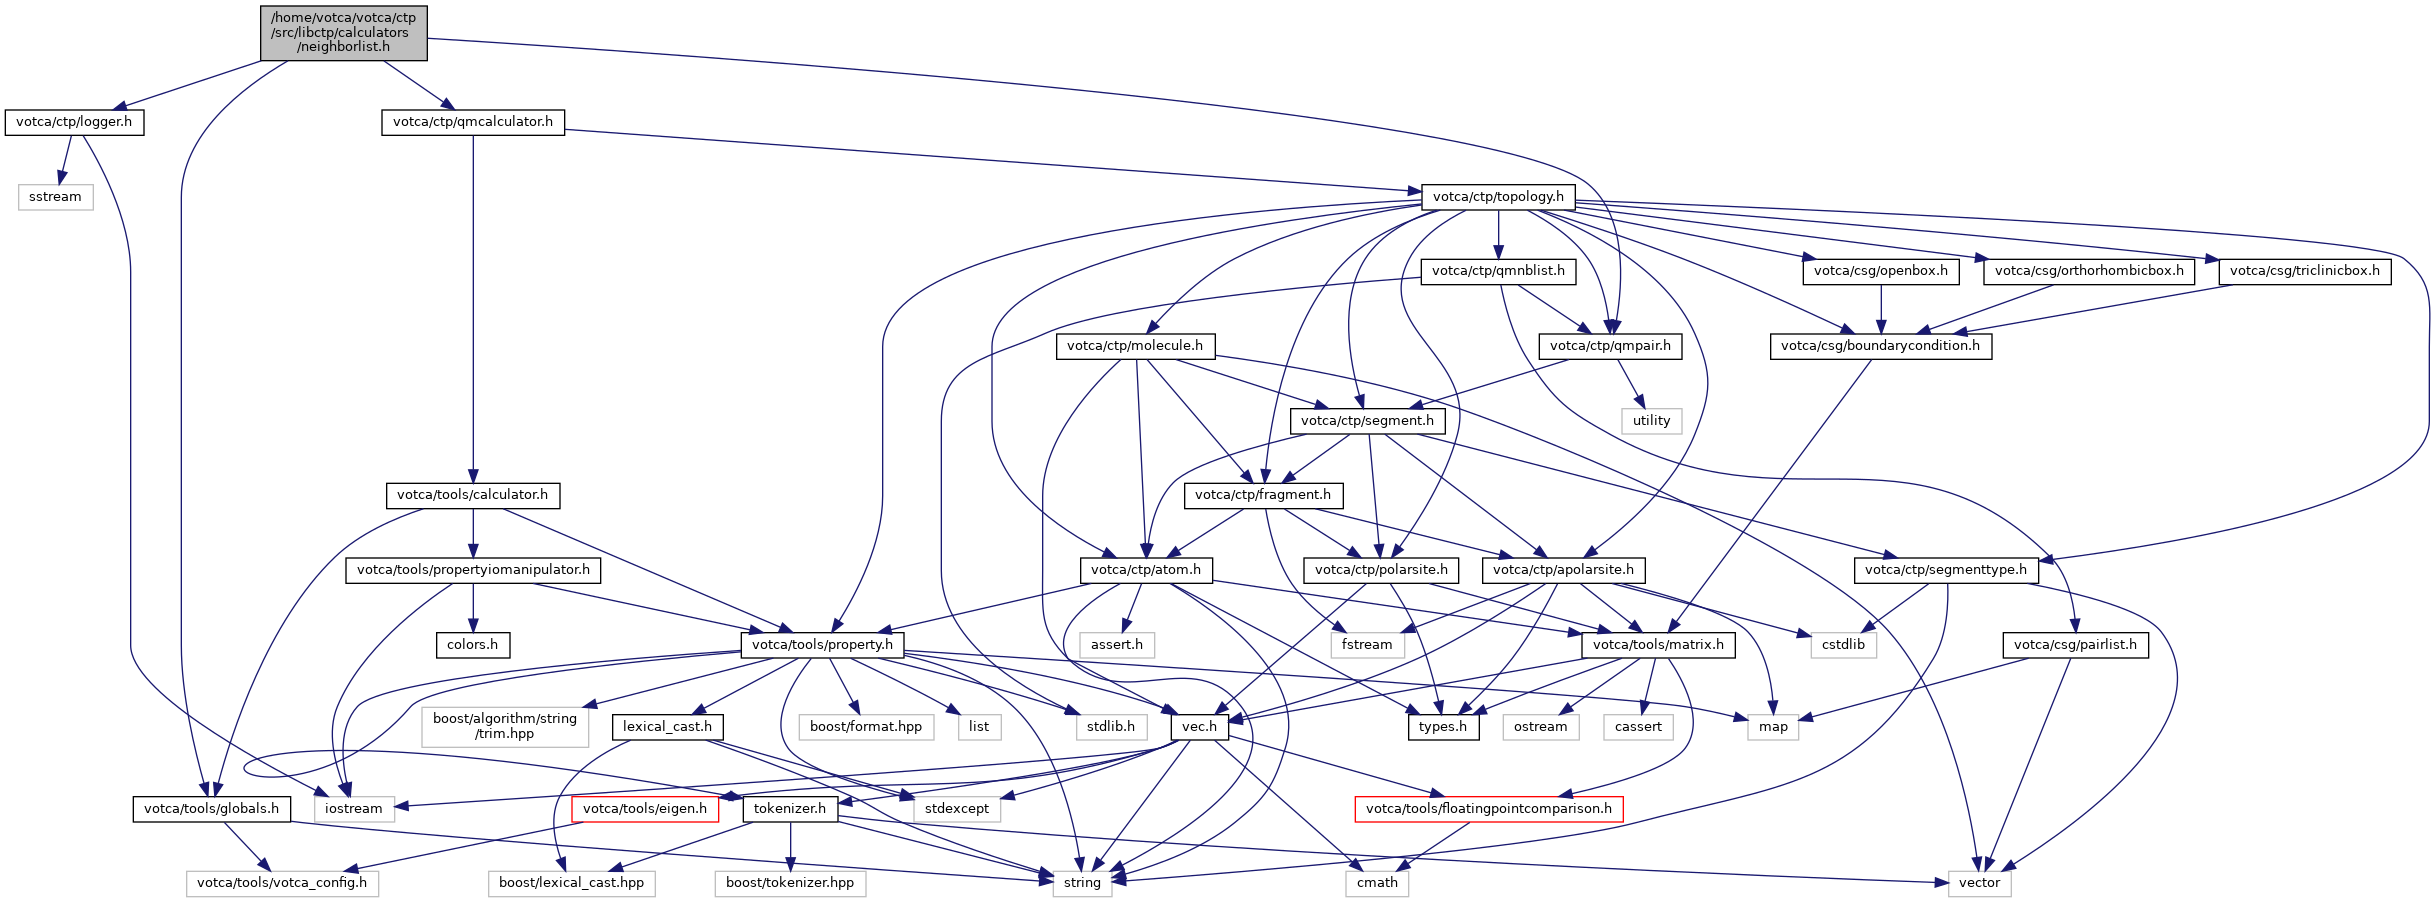 /home/votca/votca/ctp
/src/libctp/calculators
/neighborlist.h
votca/ctp/logger.h
votca/ctp/qmcalculator.h
sstream
votca/ctp/topology.h
votca/ctp/qmnblist.h
votca/csg/openbox.h
votca/csg/orthorhombicbox.h
votca/csg/triclinicbox.h
votca/ctp/molecule.h
votca/ctp/qmpair.h
votca/csg/boundarycondition.h
votca/ctp/segment.h
utility
votca/tools/calculator.h
votca/ctp/fragment.h
votca/tools/propertyiomanipulator.h
votca/ctp/atom.h
votca/ctp/polarsite.h
votca/ctp/apolarsite.h
votca/ctp/segmenttype.h
colors.h
votca/tools/property.h
assert.h
fstream
votca/tools/matrix.h
cstdlib
votca/csg/pairlist.h
boost/algorithm/string
/trim.hpp
lexical_cast.h
boost/format.hpp
list
stdlib.h
vec.h
types.h
ostream
cassert
map
votca/tools/globals.h
iostream
votca/tools/eigen.h
tokenizer.h
stdexcept
votca/tools/floatingpointcomparison.h
votca/tools/votca_config.h
boost/lexical_cast.hpp
boost/tokenizer.hpp
string
cmath
vector